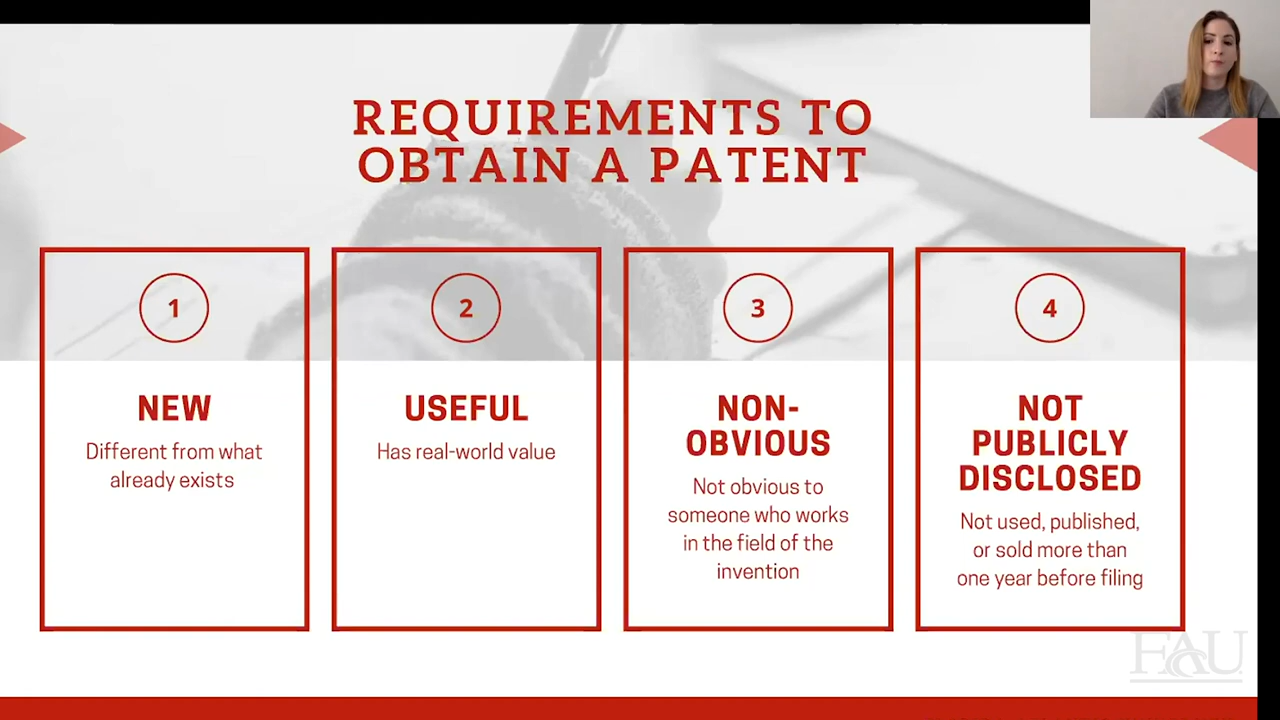 REQUIREMENTS TO
OBTAIN A PATENT
1
NEW
Different from what
already exists
2
USEFUL
Has real-world value
3
NON-
OBVIOUS
Not obvious to
someone who works
in the field of the
invention
4
NOT
PUBLICLY
DISCLOSED
Not used, published,
or sold more than
one year before filing
FAU